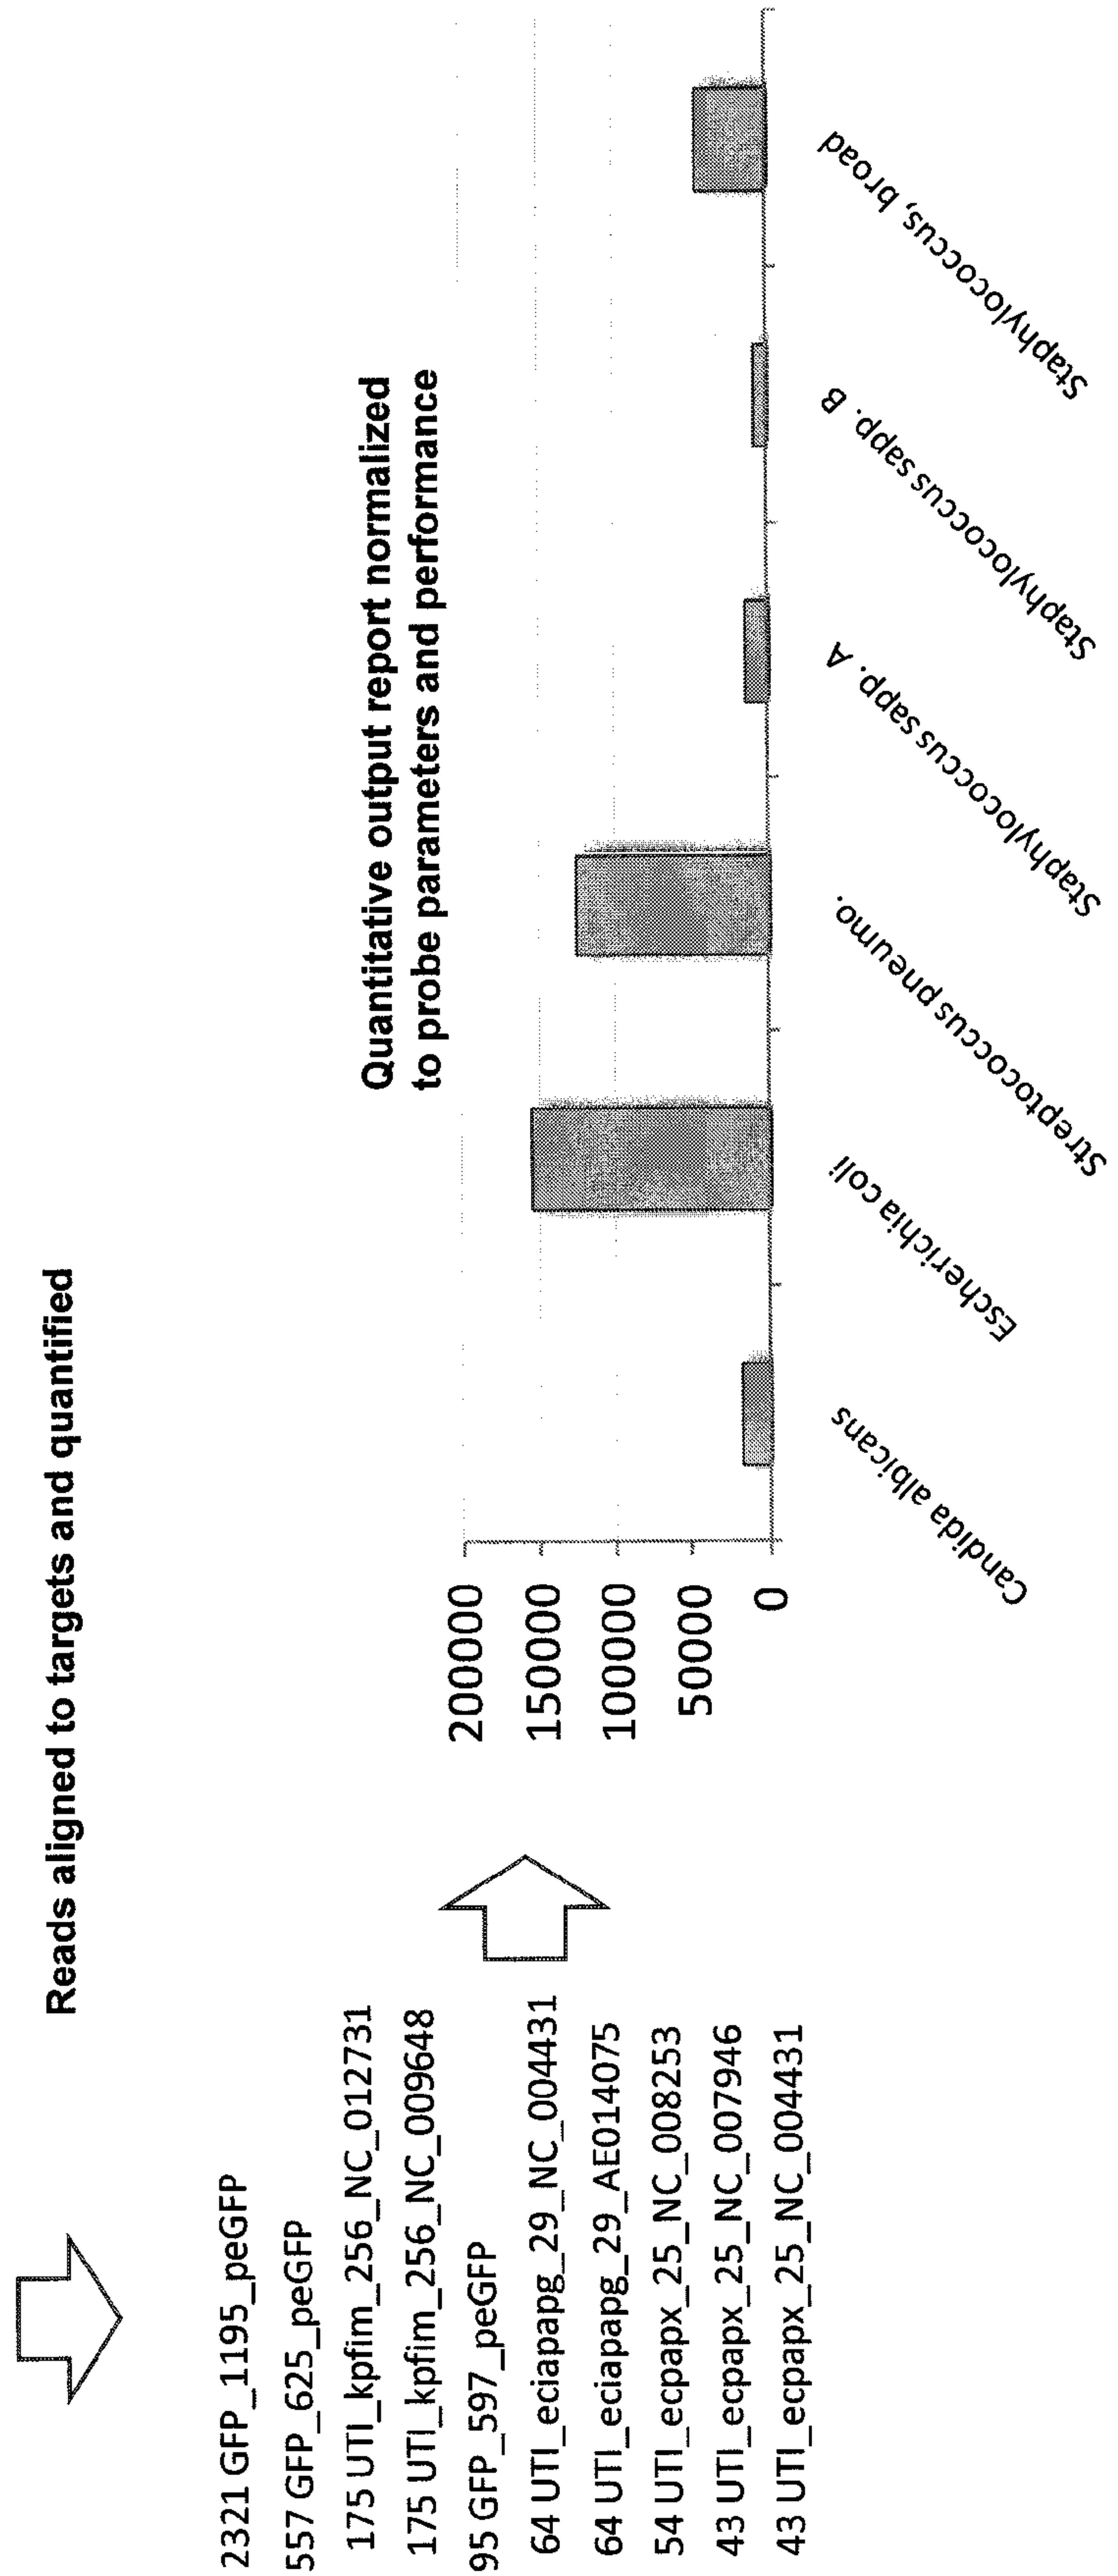 Reads aligned to targets and quantified
2321 GFP_1195_peGFP
557 GFP_625_peGFP
175 UTI_kpfim_256_NC_012731
175 UTI_kpfim_256_NC_009648
95 GFP_597_peGFP
64 UTI_eciapapg_29_NC_004431
64 UTI_eciapapg_29_AE014075
54 UTI_ecpapx_25_NC_008253
43 UTI_ecpapx_25_NC_007946
43 UTI_ecpapx_25_NC_004431
Quantitative output report normalized
to probe parameters and performance
200000
150000
100000
50000
0
Candida albicans
Escherichia coli
Streptococcus pneumo.
Staphylococcus sapp. A
Staphylococcus sapp. B
Staphylococcus, broad